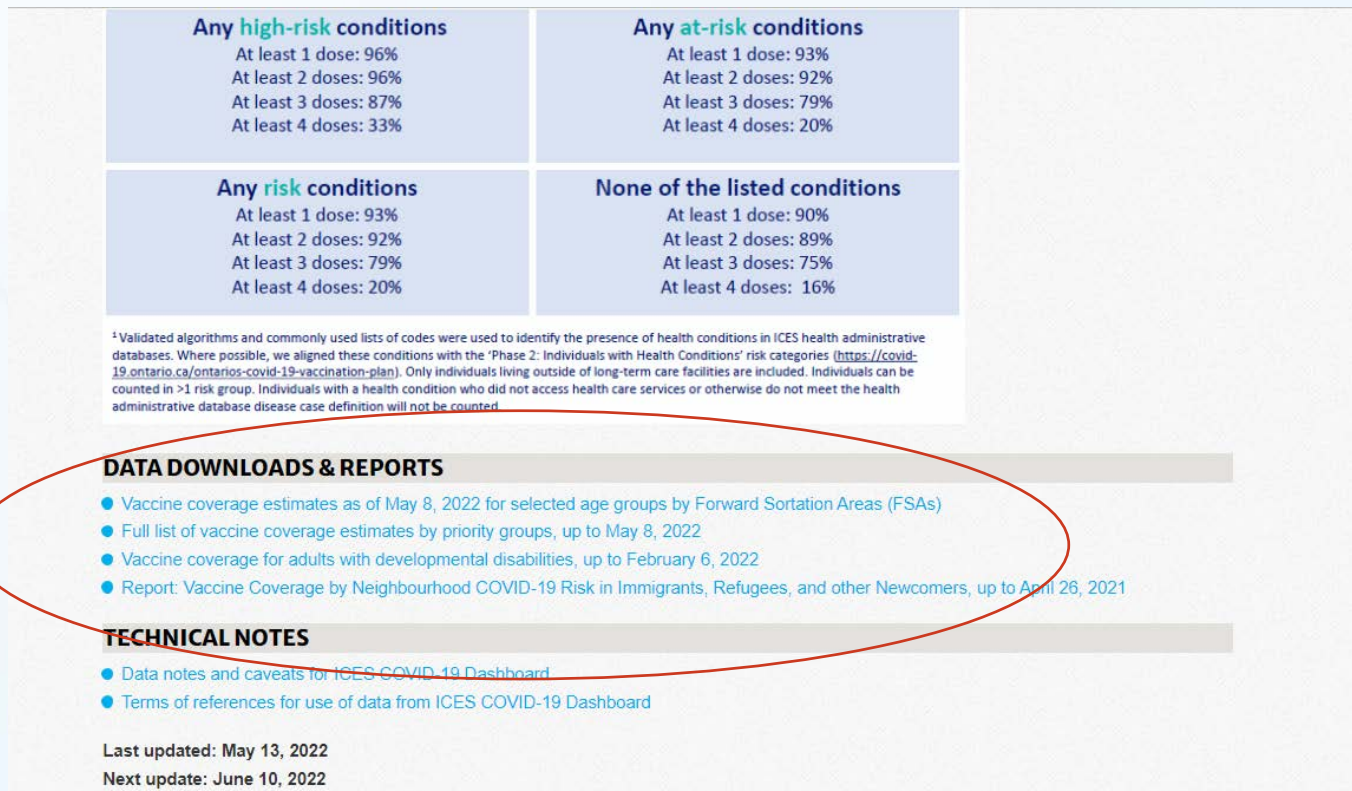 Any high-risk conditions
At least 1 dose: 96%
At least 2 doses: 96%
At least 3 doses: 87%
At least 4 doses: 33%
Any at-risk conditions
At least 1 dose: 93%
At least 2 doses: 92%
At least 3 doses: 79%
At least 4 doses: 20%
Any risk conditions
At least 1 dose: 93%
At least 2 doses: 92%
At least 3 doses: 79%
At least 4 doses: 20%
None of the listed conditions
At least 1 dose: 90%
At least 2 doses: 89%
At least 3 doses: 75%
At least 4 doses: 16%
¹ Validated algorithms and commonly used lists of codes were used to identify the presence of health conditions in ICES health administrative
databases. Where possible, we aligned these conditions with the 'Phase 2: Individuals with Health Conditions' risk categories (https://covid-
19.ontario.ca/ontarios-covid-19-vaccination-plan). Only individuals living outside of long-term care facilities are included. Individuals can be
counted in >1 risk group. Individuals with a health condition who did not access health care services or otherwise do not meet the health
administrative database disease case definition will not be counted.
DATA DOWNLOADS & REPORTS
Vaccine coverage estimates as of May 8, 2022 for selected age groups by Forward Sortation Areas (FSAs)
Full list of vaccine coverage estimates by priority groups, up to May 8, 2022
Vaccine coverage for adults with developmental disabilities, up to February 6, 2022
Report: Vaccine Coverage by Neighbourhood COVID-19 Risk in Immigrants, Refugees, and other Newcomers, up to April 26, 2021
TECHNICAL NOTES
Data notes and caveats for ICES COVID-19 Dashboard
Terms of references for use of data from ICES COVID-19 Dashboard
Last updated: May 13, 2022
Next update: June 10, 2022